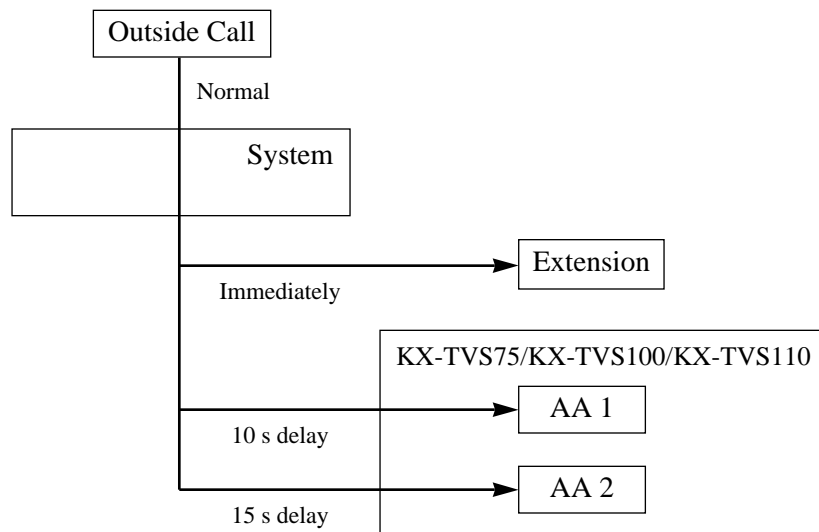 Outside Call
Normal
System
Extension
Immediately
KX-TVS75/KX-TVS100/KX-TVS110
AA 1
10 s delay
AA 2
15 s delay